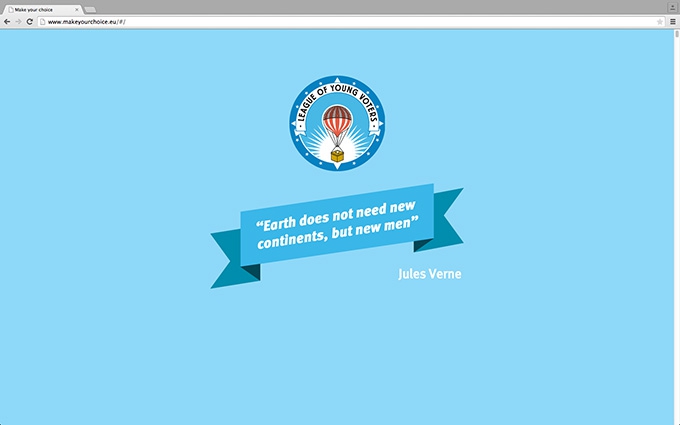 Make your choice
www.makeyourchoice.eu/#/
LEAGUE OF YOUNG VOTERS
“Earth does not need new
continents, but new men”
Jules Verne